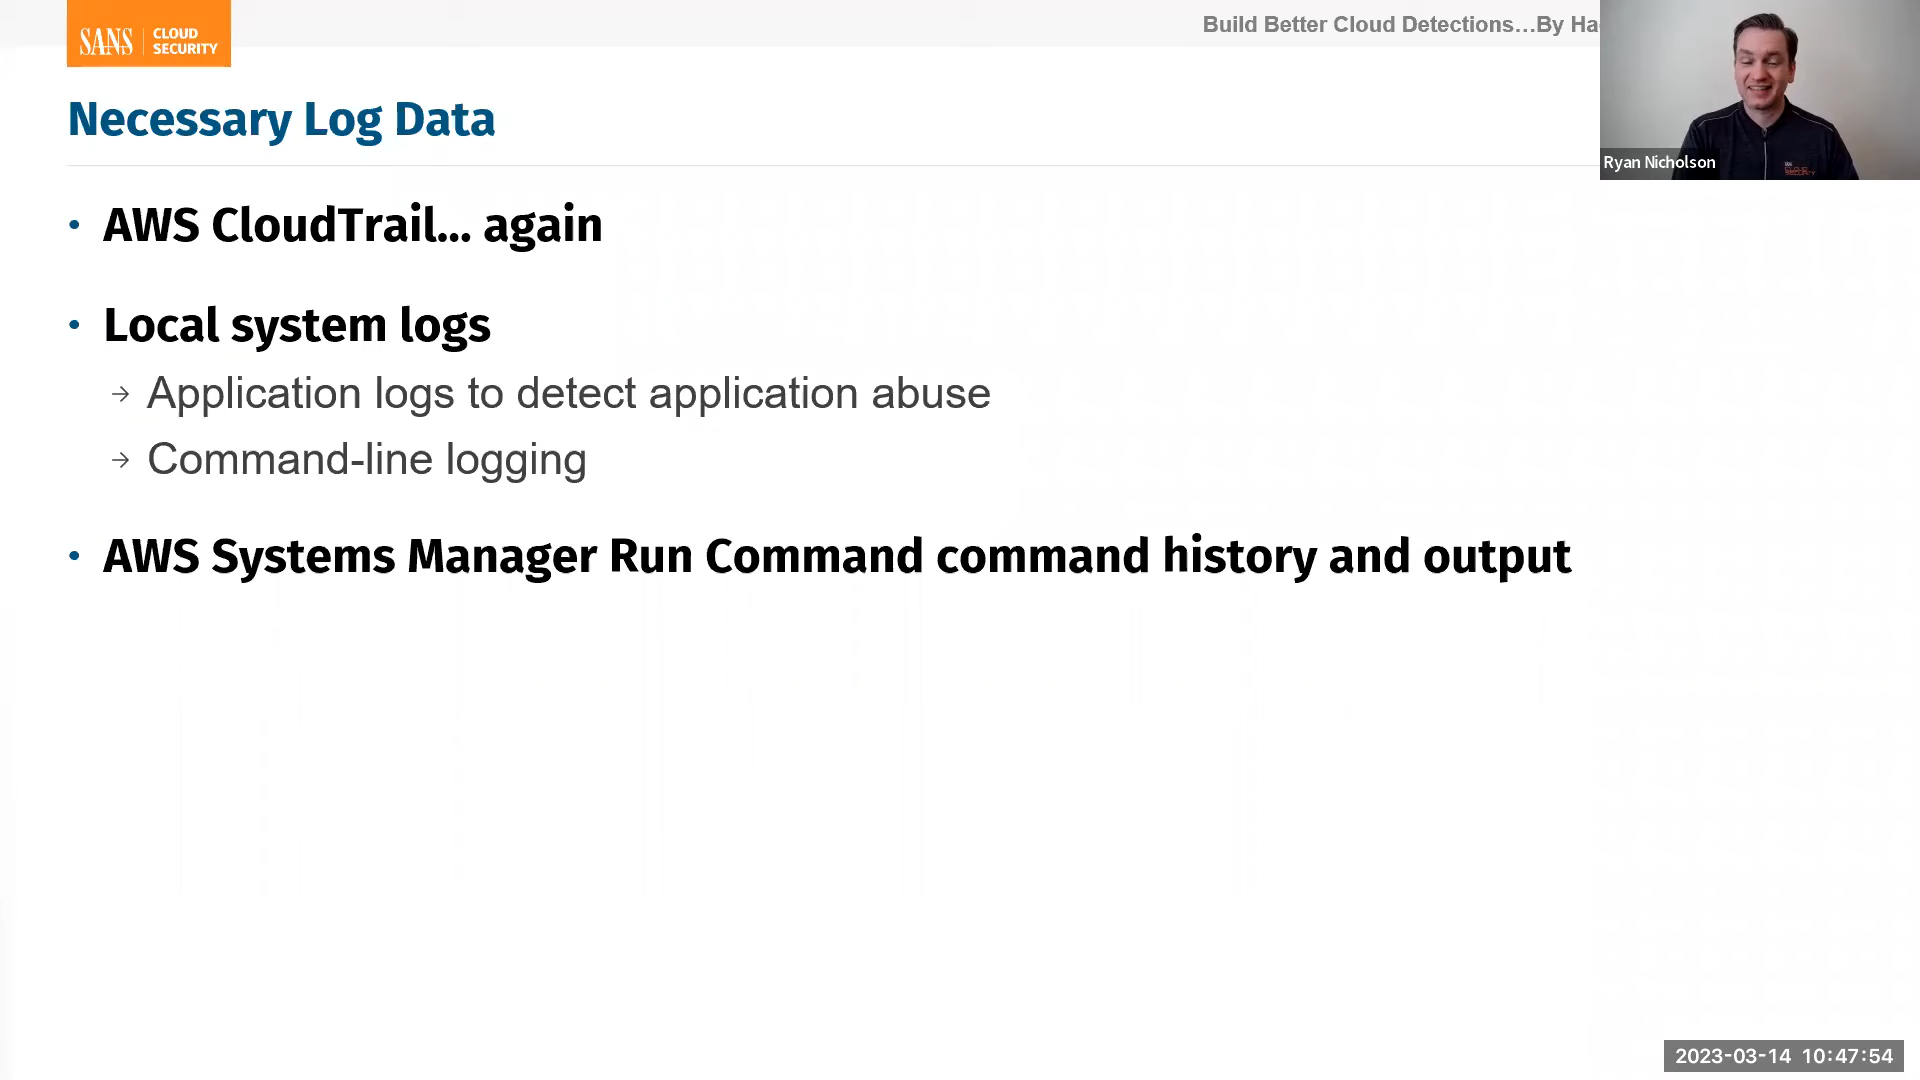 SANS | CLOUD SECURITY
Build Better Cloud Detections…By Ha
Ryan Nicholson
Necessary Log Data
• AWS CloudTrail… again
• Local system logs
→ Application logs to detect application abuse
→ Command-line logging
• AWS Systems Manager Run Command command history and output
2023-03-14 10:47:54